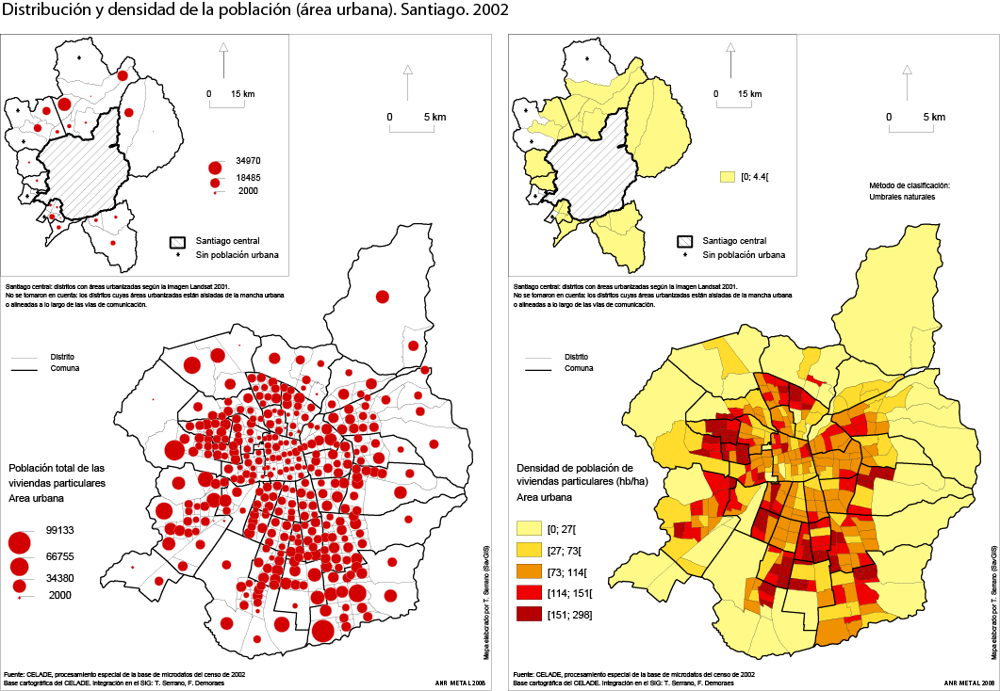 Distribución y densidad de la población (área urbana). Santiago. 2002
0 15 km
0 5 km
34970
18485
2000
Santiago central
Sin población urbana
Santiago central: distritos con áreas urbanizadas según la imagen Landsat 2001.
No se tomaron en cuenta: los distritos cuyas áreas urbanizadas están aisladas de la mancha urbana
o alineadas a lo largo de las vías de comunicación.
Distrito
Comuna
Población total de las
viviendas particulares
Area urbana
99133
66755
34380
2000
Mapa elaborado por T. Serrano (SavGIS)
Fuente: CELADE, procesamiento especial de la base de microdatos del censo de 2002
Base cartográfica del CELADE. Integración en el SIG: T. Serrano, F. Demoraes
ANR METAL 2008
0 15 km
0 5 km
[0; 4.4[
Método de clasificación:
Umbrales naturales
Santiago central
Sin población urbana
Santiago central: distritos con áreas urbanizadas según la imagen Landsat 2001.
No se tomaron en cuenta: los distritos cuyas áreas urbanizadas están aisladas de la mancha urbana
o alineadas a lo largo de las vías de comunicación.
Distrito
Comuna
Densidad de población de
viviendas particulares (hb/ha)
Area urbana
[0; 27[
[27; 73[
[73; 114[
[114; 151[
[151; 298]
Mapa elaborado por T. Serrano (SavGIS)
Fuente: CELADE, procesamiento especial de la base de microdatos del censo de 2002
Base cartográfica del CELADE. Integración en el SIG: T. Serrano, F. Demoraes
ANR METAL 2008